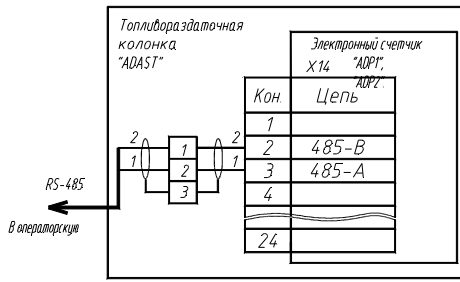 Топливораздаточная
колонка
"ADAST"
Электронный счетчик
"ADP1",
"ADP2".
X14
Кон. Цепь
1
2 485-B
3 485-A
4
24
2 1 2
1 2 1
3
RS-485
В операторскую